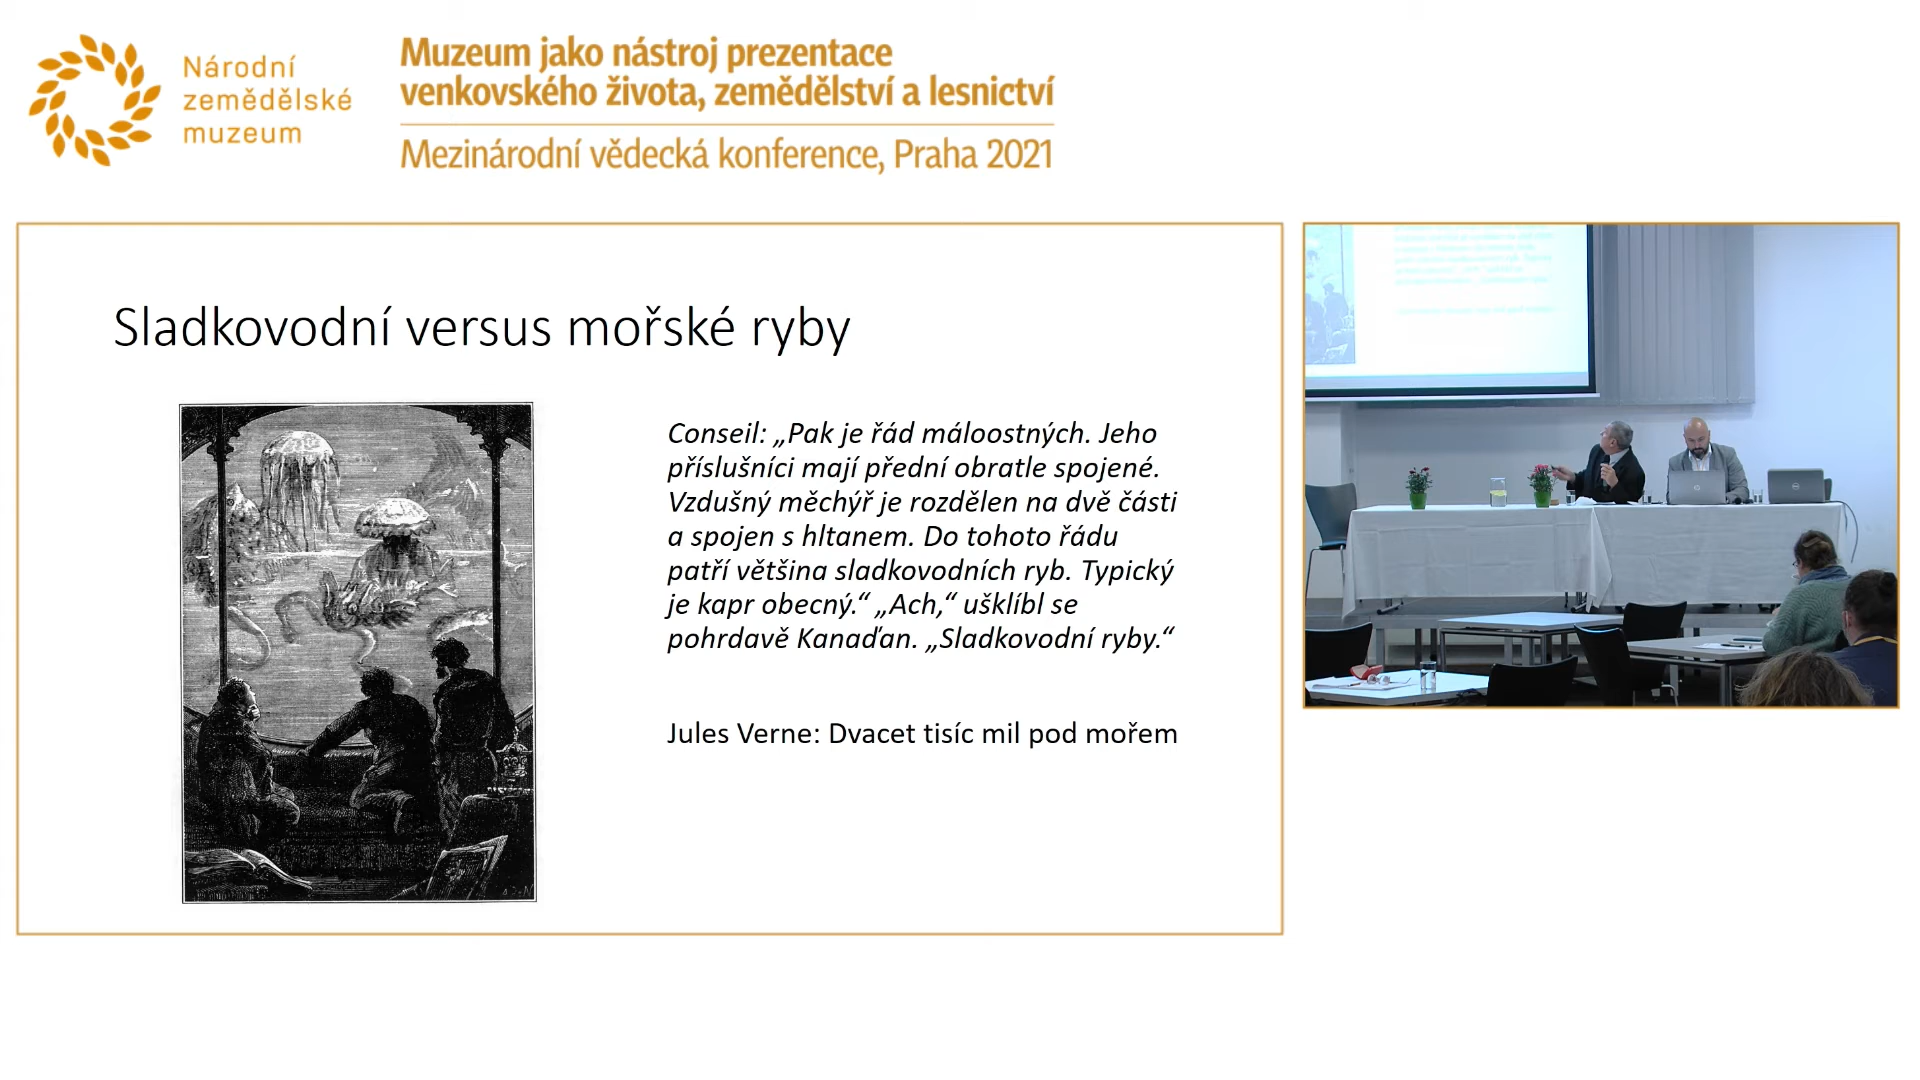 Národní
zemědělské
muzeum
Muzeum jako nástroj prezentace
venkovského života, zemědělství a lesnictví
Mezinárodní vědecká konference, Praha 2021
Sladkovodní versus mořské ryby
Conseil: „Pak je řád máloostných. Jeho
příslušníci mají přední obratle spojené.
Vzdušný měchýř je rozdělen na dvě části
a spojen s hltanem. Do tohoto řádu
patří většina sladkovodních ryb. Typický
je kapr obecný.“ „Ach,“ ušklíbl se
pohrdavě Kanaďan. „Sladkovodní ryby.“
Jules Verne: Dvacet tisíc mil pod mořem